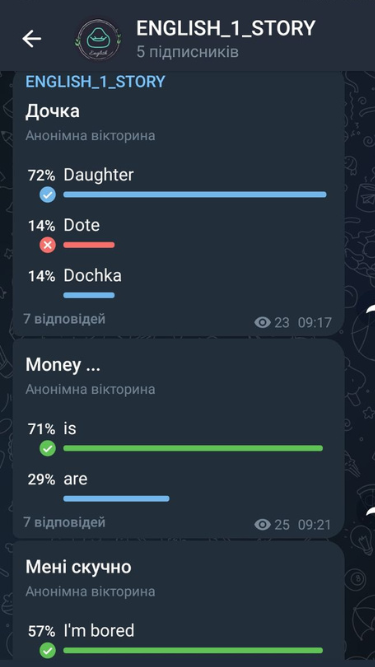 ENGLISH_1_STORY
5 підписників
ENGLISH_1_STORY
Дочка
Анонімна вікторина
72% Daughter
14% Dote
14% Dochka
7 відповідей 23 09:17
Money ...
Анонімна вікторина
71% is
29% are
7 відповідей 25 09:21
Мені скучно
Анонімна вікторина
57% I'm bored